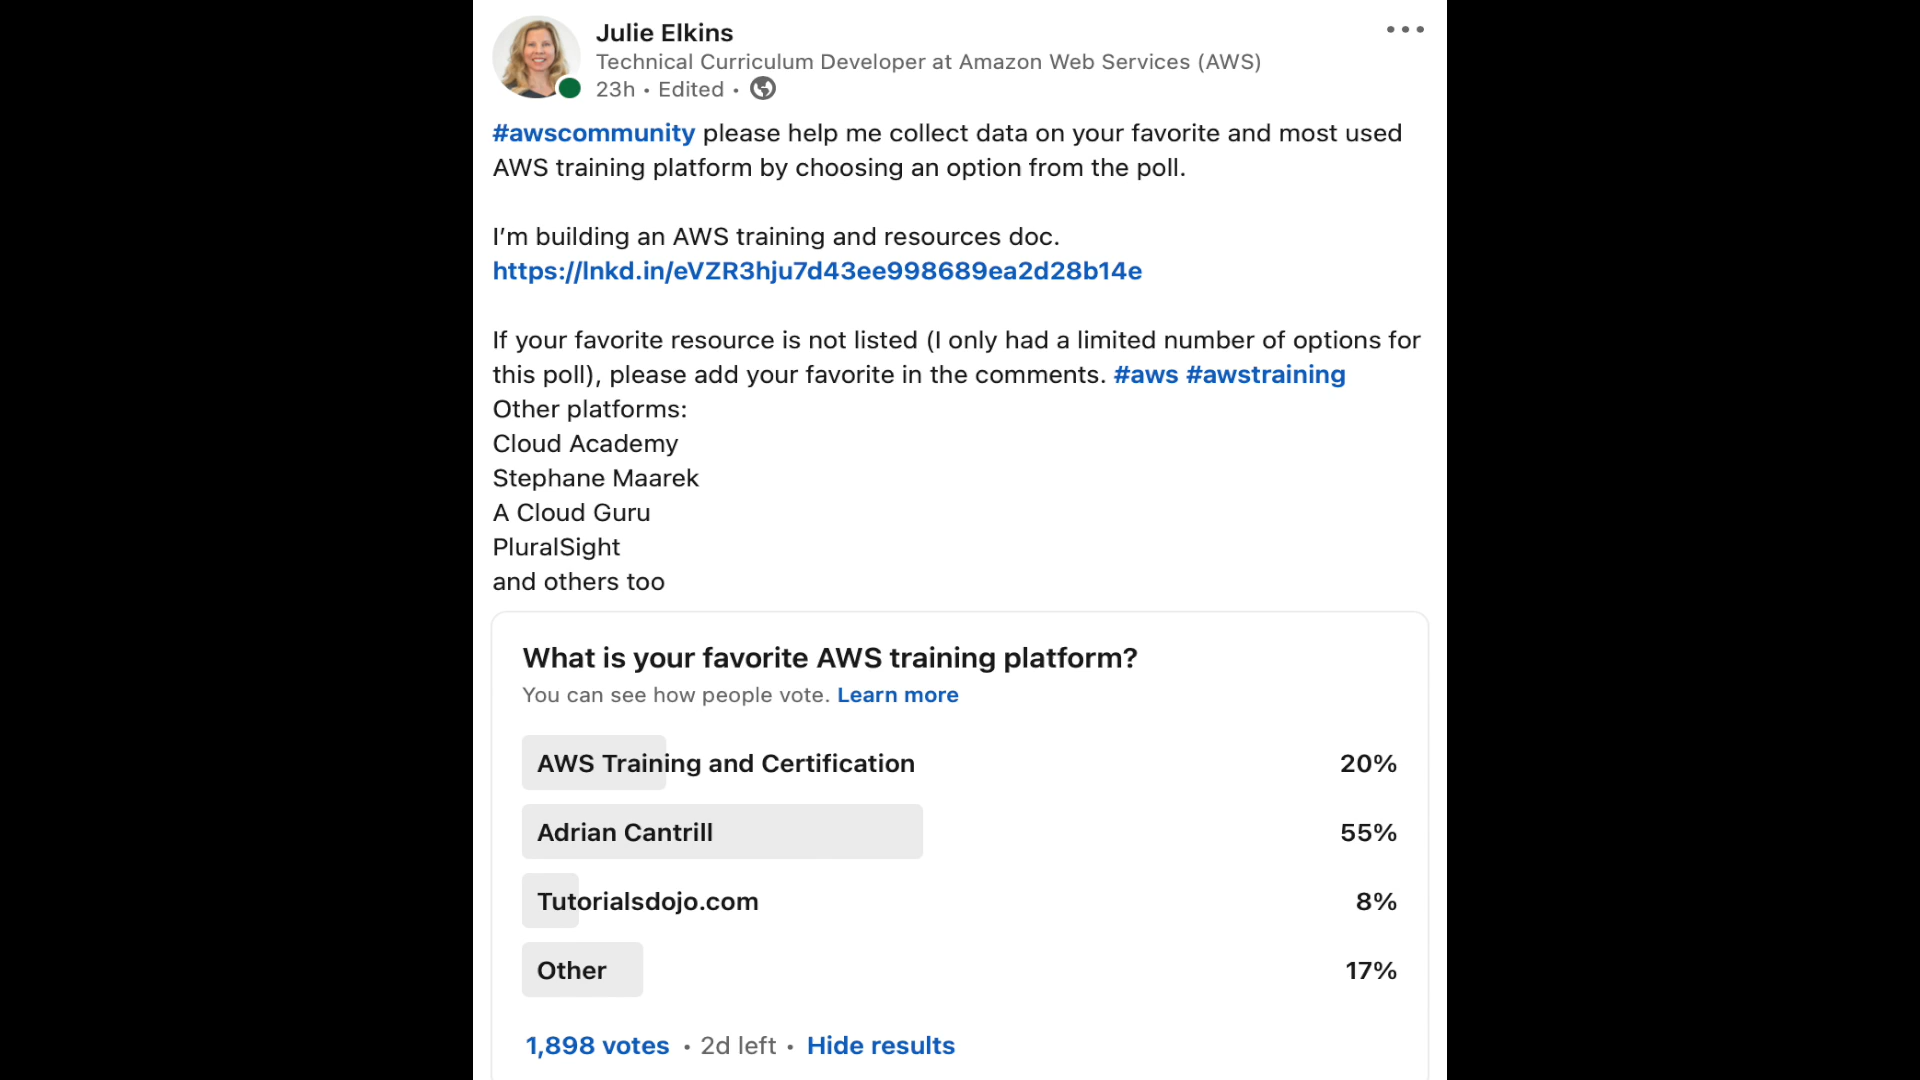 Julie Elkins
Technical Curriculum Developer at Amazon Web Services (AWS)
23h • Edited •
#awscommunity please help me collect data on your favorite and most used
AWS training platform by choosing an option from the poll.
I'm building an AWS training and resources doc.
https://lnkd.in/eVZR3hju7d43ee998689ea2d28b14e
If your favorite resource is not listed (I only had a limited number of options for
this poll), please add your favorite in the comments. #aws #awstraining
Other platforms:
Cloud Academy
Stephane Maarek
A Cloud Guru
PluralSight
and others too
What is your favorite AWS training platform?
You can see how people vote. Learn more
AWS Training and Certification 20%
Adrian Cantrill 55%
Tutorialsdojo.com 8%
Other 17%
1,898 votes • 2d left • Hide results